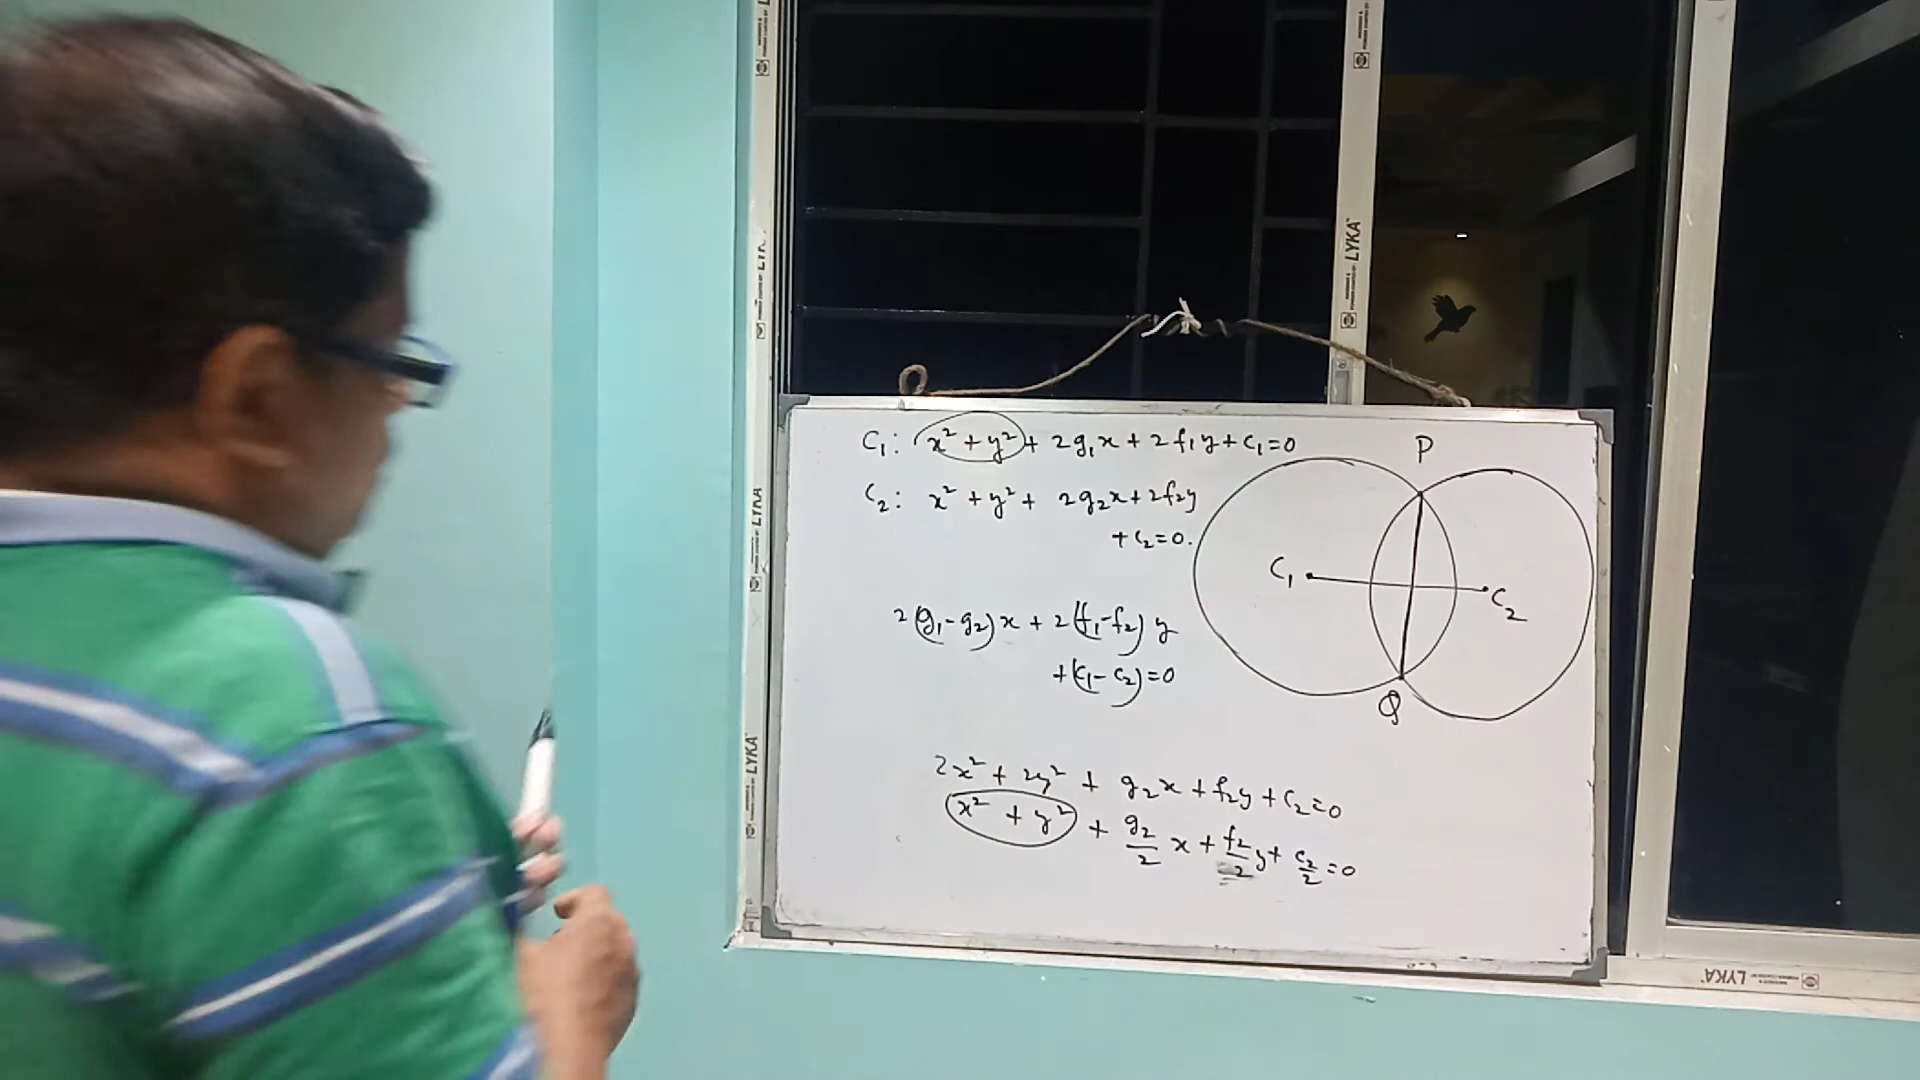 C₁: x² + y² + 2g₁x + 2f₁y + c₁ = 0
C₂: x² + y² + 2g₂x + 2f₂y
+ c₂ = 0.
2(g₁-g₂)x + 2(f₁-f₂)y
+(c₁-c₂) = 0
2x² + 2y² + g₂x + f₂y + c₂ = 0
x² + y² + g₂/2 x + f₂/2 y + c₂/2 = 0
P
C₁
C₂
Q
LYKA
LYKA
LYKA
LYKA
LYKA
LYKA